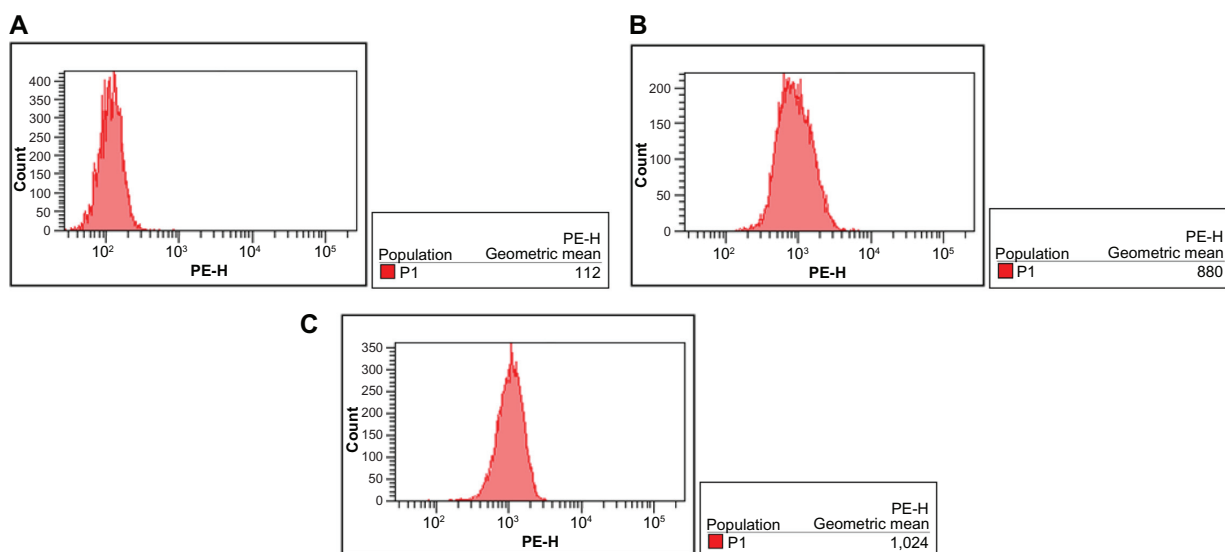 A
Count
400
350
300
250
200
150
100
50
0
10²
10³
10⁴
10⁵
PE-H
PE-H
Population Geometric mean
P1 112
B
Count
200
150
100
50
0
10²
10³
10⁴
10⁵
PE-H
PE-H
Population Geometric mean
P1 880
C
Count
350
300
250
200
150
100
50
0
10²
10³
10⁴
10⁵
PE-H
PE-H
Population Geometric mean
P1 1,024